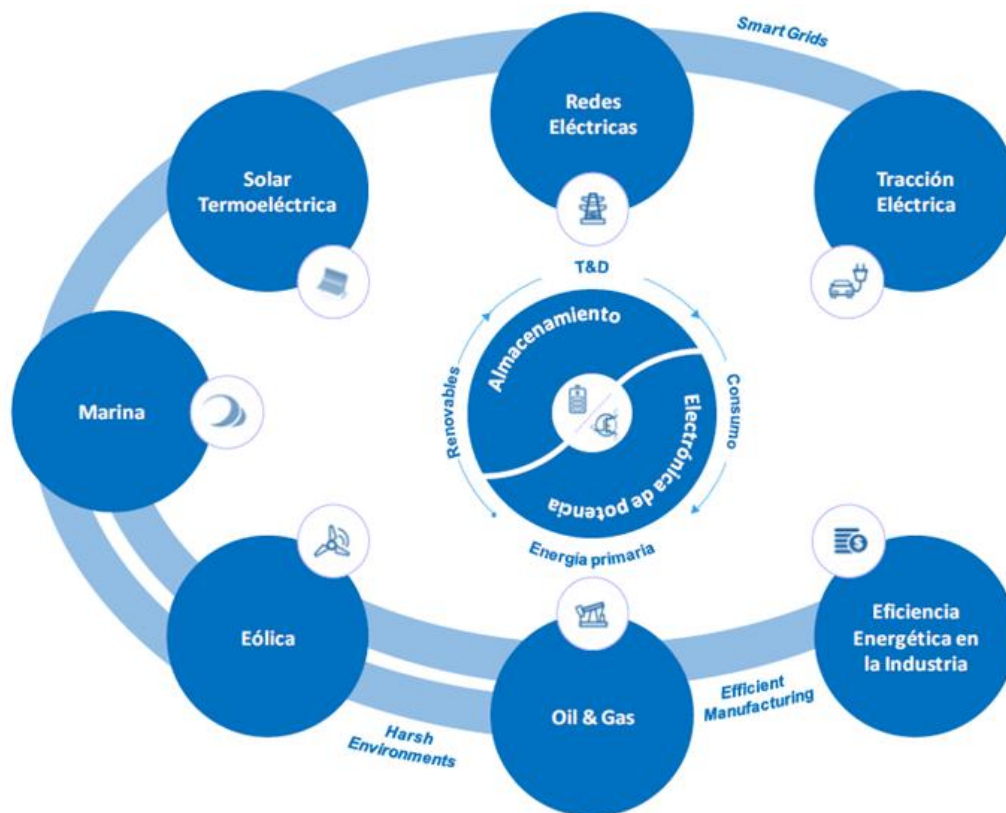 Smart Grids
Redes
Eléctricas
Solar
Termoeléctrica
Tracción
Eléctrica
T&D
Almacenamiento
Renovables
Consumo
Marina
Electrónica de potencia
Energía primaria
Eólica
Oil & Gas
Eficiencia
Energética en
la Industria
Efficient
Manufacturing
Harsh
Environments
$